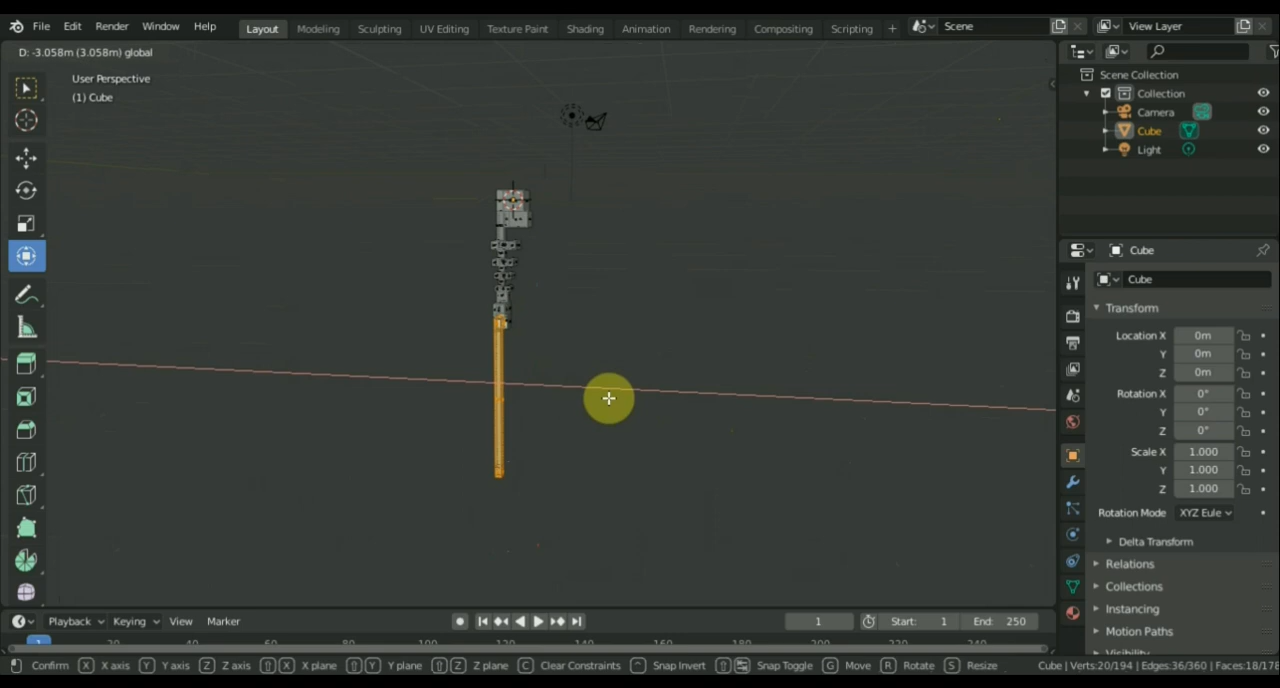 File Edit Render Window Help Layout Modeling Sculpting UV Editing Texture Paint Shading Animation Rendering Compositing Scripting + Scene View Layer
D: -3.058m (3.058m) global
User Perspective
(1) Cube
Scene Collection
Collection
Camera
Cube
Light
Cube
Cube
Transform
Location X 0m
Y 0m
Z 0m
Rotation X 0°
Y 0°
Z 0°
Scale X 1.000
Y 1.000
Z 1.000
Rotation Mode XYZ Eule
Delta Transform
Relations
Collections
Instancing
Motion Paths
Visibility
Playback Keying View Marker 1 Start: 1 End: 250
1 20 40 60 80 100 120 140 160 180 200 220 240
Confirm X X axis Y Y axis Z Z axis X X plane Y Y plane Z Z plane C Clear Constraints Snap Invert Snap Toggle G Move R Rotate S Resize Cube | Verts:20/194 | Edges:36/360 | Faces:18/178